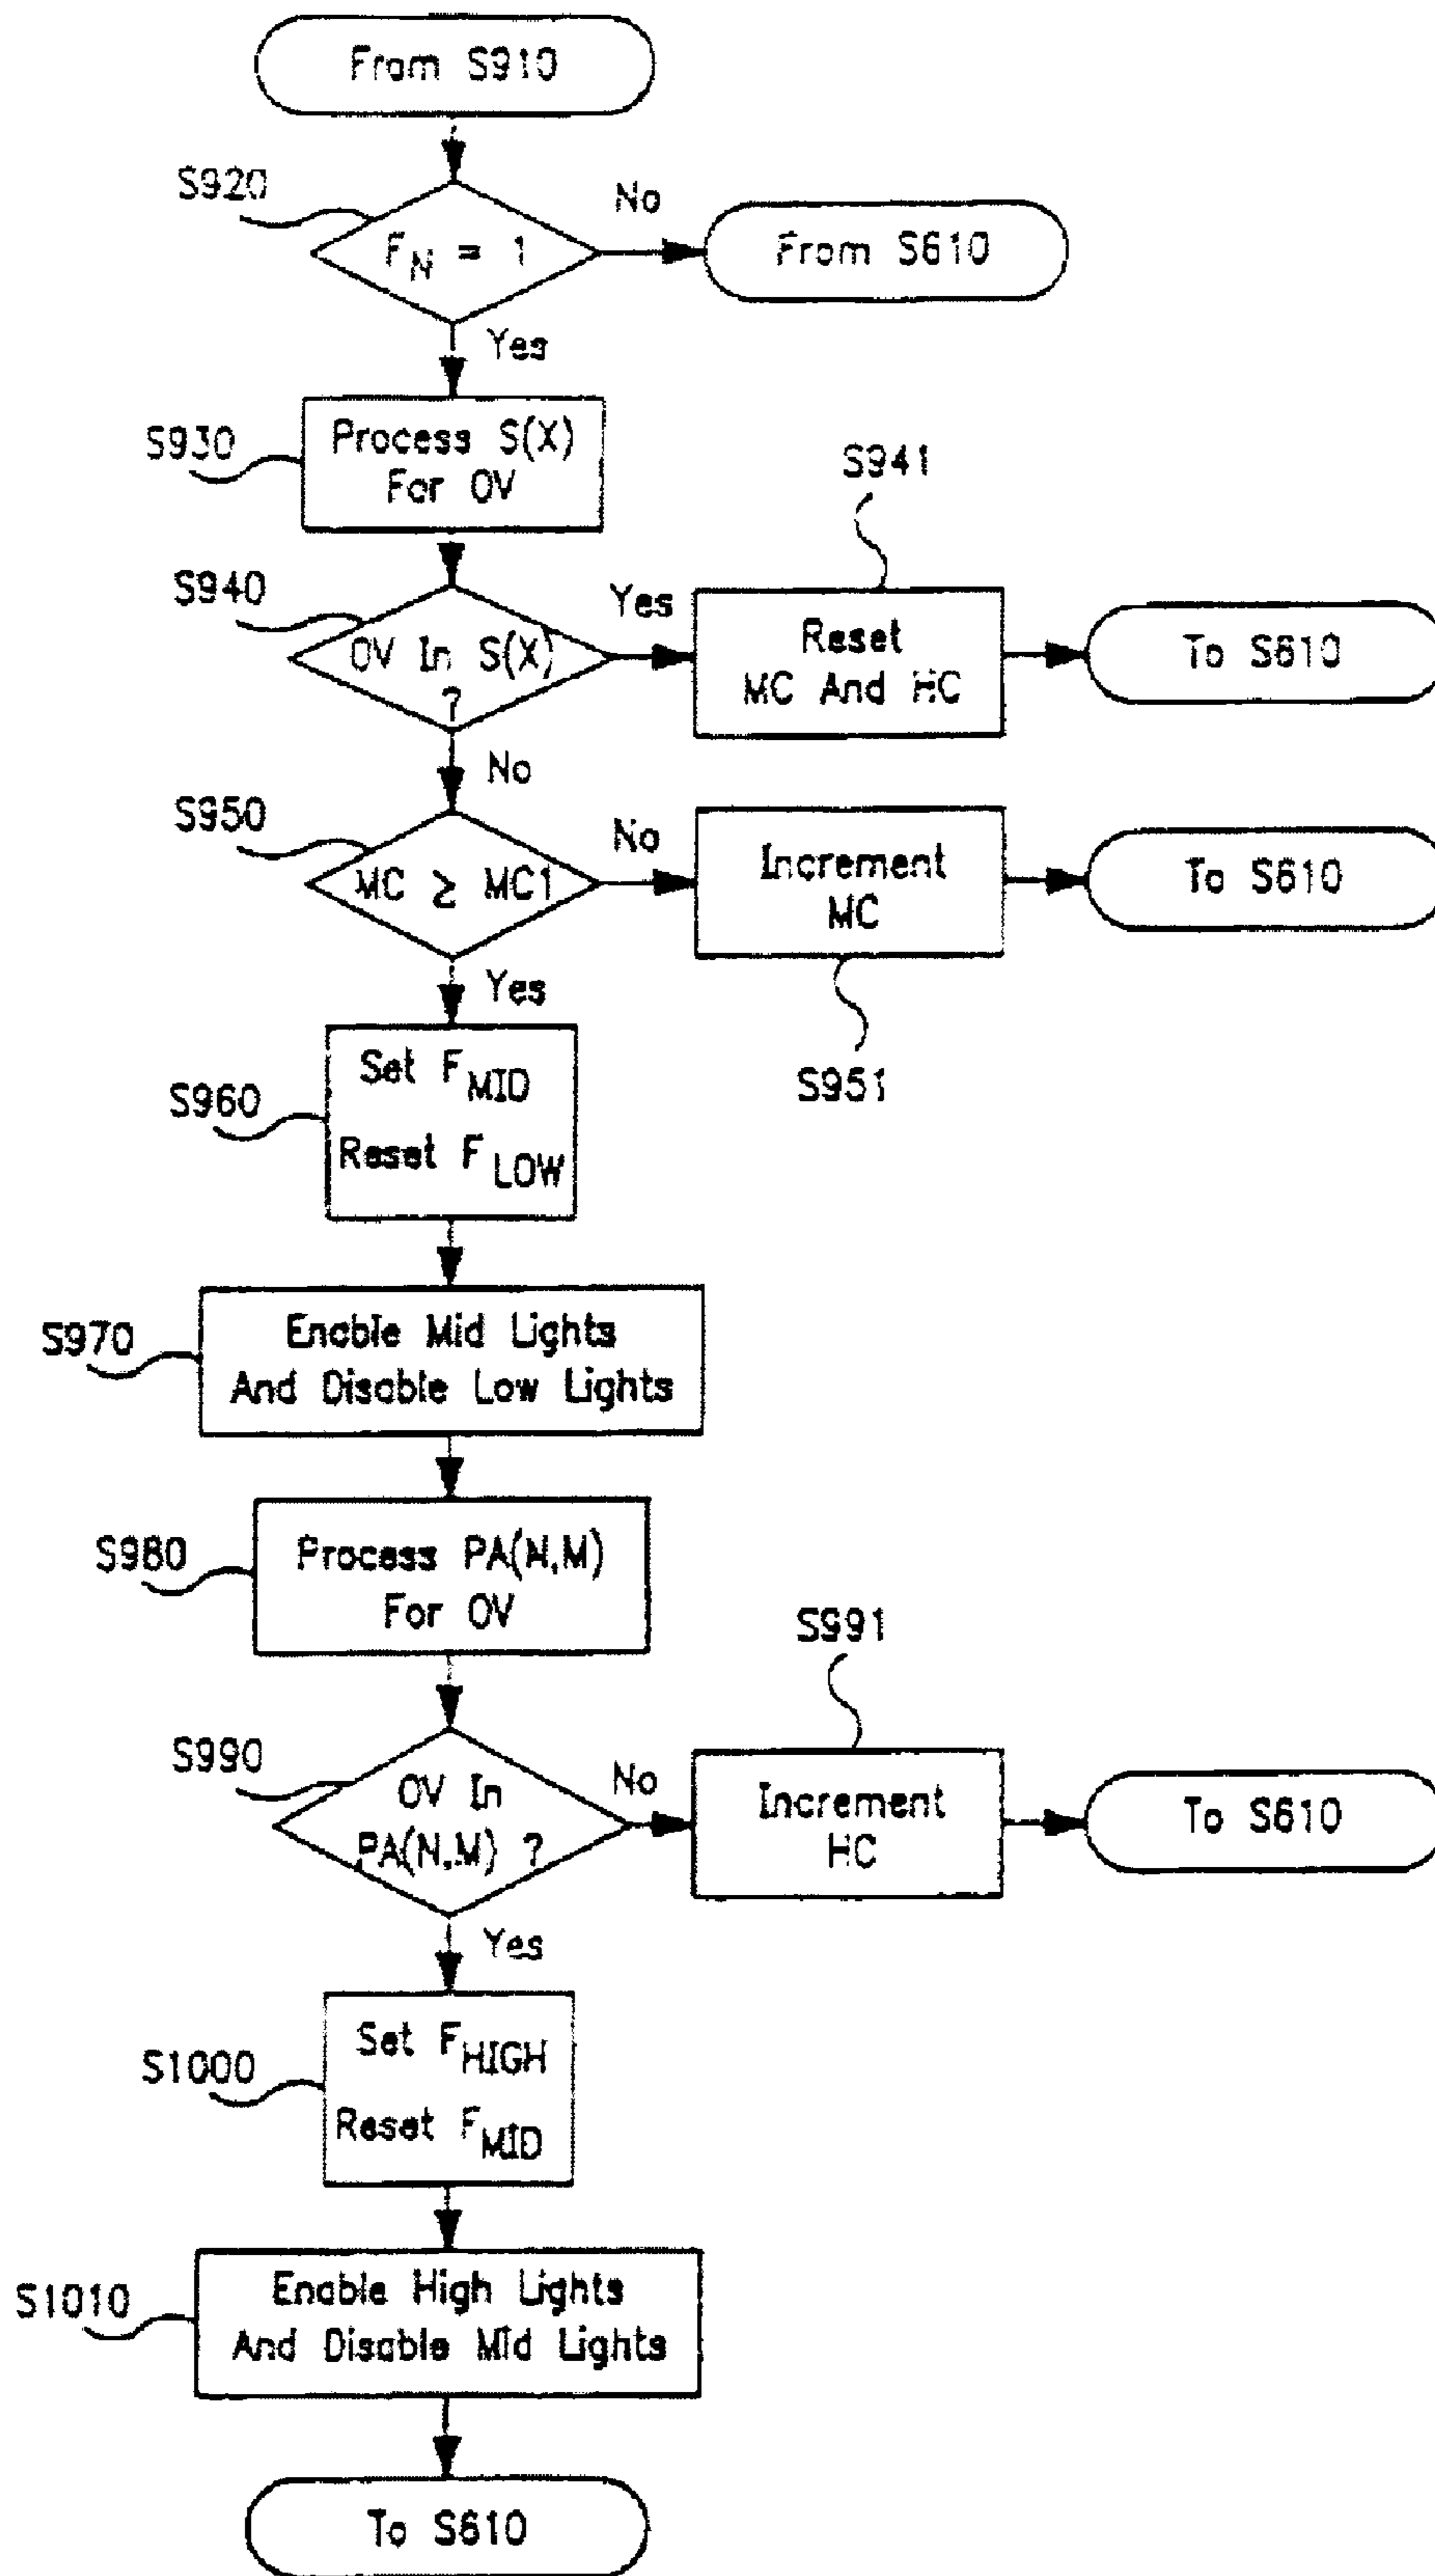 From S910
S920
No
F_N = 1
From S610
Yes
S930
Process S(X)
For OV
S941
S940
Yes
OV In S(X)
?
Reset
MC And HC
To S610
No
S950
No
MC ≥ MC1
Increment
MC
To S610
Yes
S951
S960
Set F_MID
Reset F_LOW
S970
Enable Mid Lights
And Disable Low Lights
S980
Process PA(N,M)
For OV
S991
S990
No
OV In
PA(N,M) ?
Increment
HC
To S610
Yes
S1000
Set F_HIGH
Reset F_MID
S1010
Enable High Lights
And Disable Mid Lights
To S610